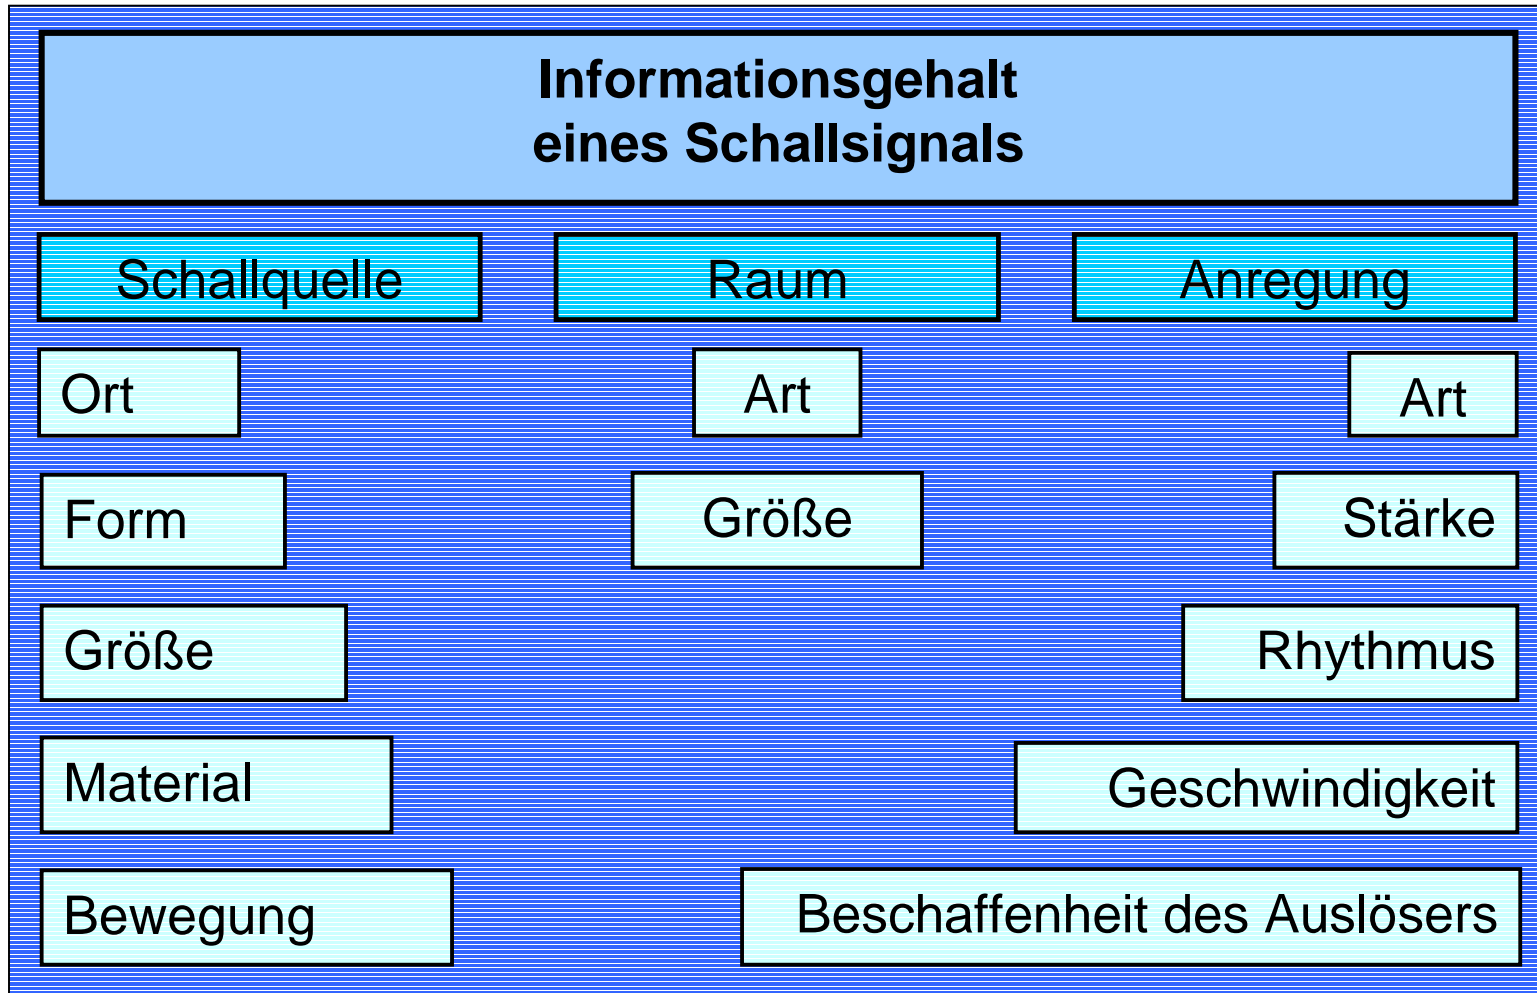 Informationsgehalt
eines Schallsignals
Schallquelle
Raum
Anregung
Ort
Art
Art
Form
Größe
Stärke
Größe
Rhythmus
Material
Geschwindigkeit
Bewegung
Beschaffenheit des Auslösers